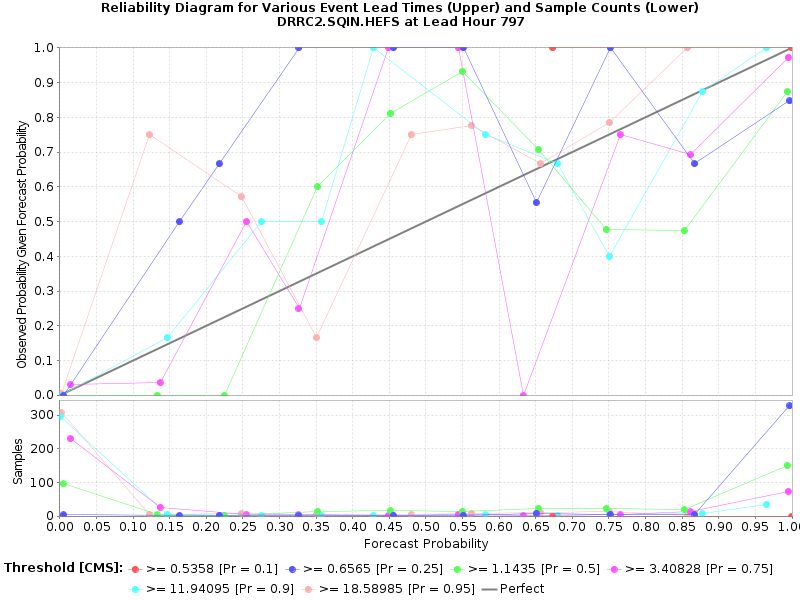 Reliability Diagram for Various Event Lead Times (Upper) and Sample Counts (Lower)
DRRC2.SQIN.HEFS at Lead Hour 797
Observed Probability Given Forecast Probability
1.0
0.9
0.8
0.7
0.6
0.5
0.4
0.3
0.2
0.1
0.0
Samples
300
200
100
0
0.00 0.05 0.10 0.15 0.20 0.25 0.30 0.35 0.40 0.45 0.50 0.55 0.60 0.65 0.70 0.75 0.80 0.85 0.90 0.95 1.0
Forecast Probability
Threshold [CMS]: >= 0.5358 [Pr = 0.1] >= 0.6565 [Pr = 0.25] >= 1.1435 [Pr = 0.5] >= 3.40828 [Pr = 0.75]
>= 11.94095 [Pr = 0.9] >= 18.58985 [Pr = 0.95] Perfect